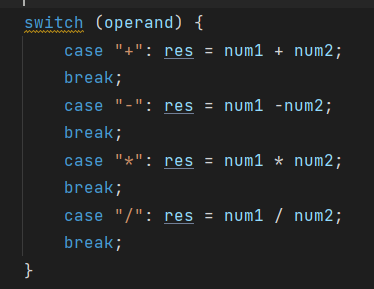 switch (operand) {
case "+": res = num1 + num2;
break;
case "-": res = num1 -num2;
break;
case "*": res = num1 * num2;
break;
case "/": res = num1 / num2;
break;
}